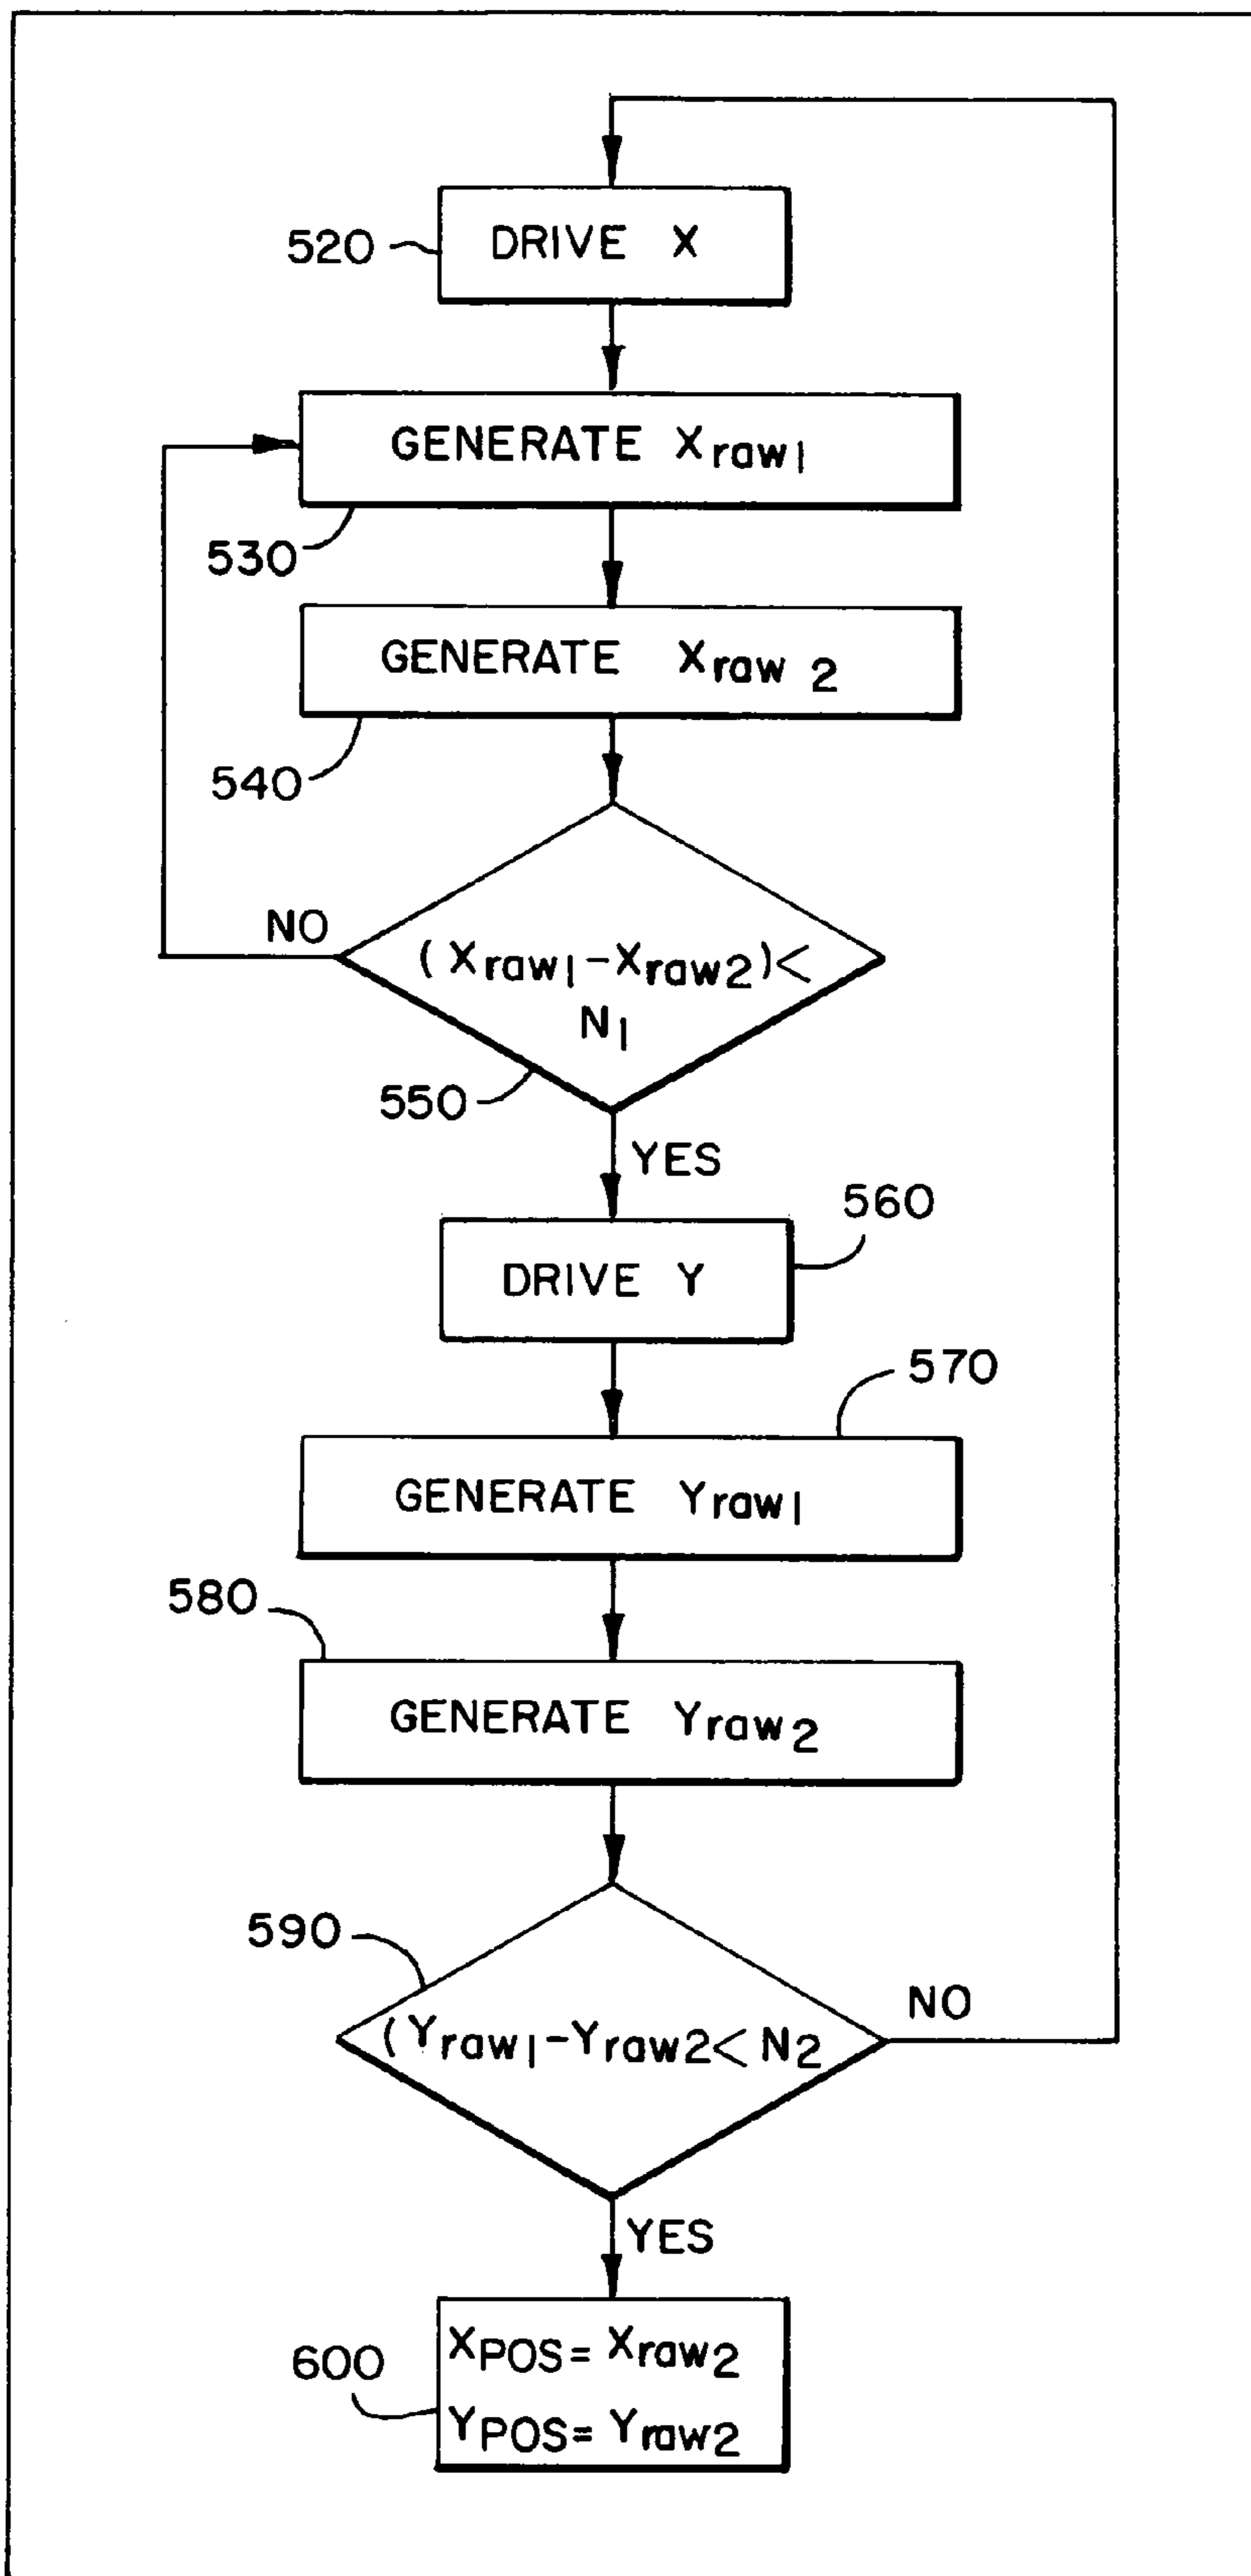 520
DRIVE X
GENERATE Xraw1
530
GENERATE Xraw 2
540
NO
(Xraw1-Xraw2)<
N1
550
YES
560
DRIVE Y
570
GENERATE Yraw1
580
GENERATE Yraw2
590
NO
(Yraw1-Yraw2<N2
YES
600
XPOS= Xraw2
YPOS= Yraw2